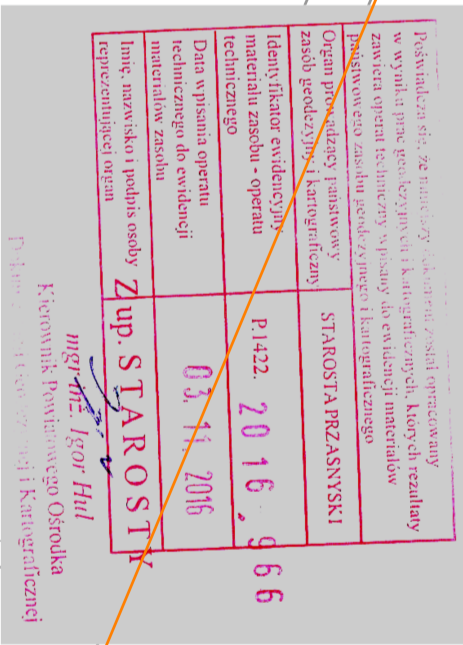 Poświadcza się, że niniejszy dokument został opracowany
w wyniku prac geodezyjnych i kartograficznych, których rezultaty
zawiera operat techniczny wpisany do ewidencji materiałów
państwowego zasobu geodezyjnego i kartograficznego
Organ prowadzący państwowy
zasób geodezyjny i kartograficzny
STAROSTA PRZASNYSKI
Identyfikator ewidencyjny
materiału zasobu - operatu
technicznego
P.1422. 2016.966
Data wpisania operatu
technicznego do ewidencji
materiałów zasobu
03. 11. 2016
Imię, nazwisko i podpis osoby
reprezentującej organ
Z up. STAROSTY
mgr inż. Igor Hul
Kierownik Powiatowego Ośrodka
i Kartograficznej